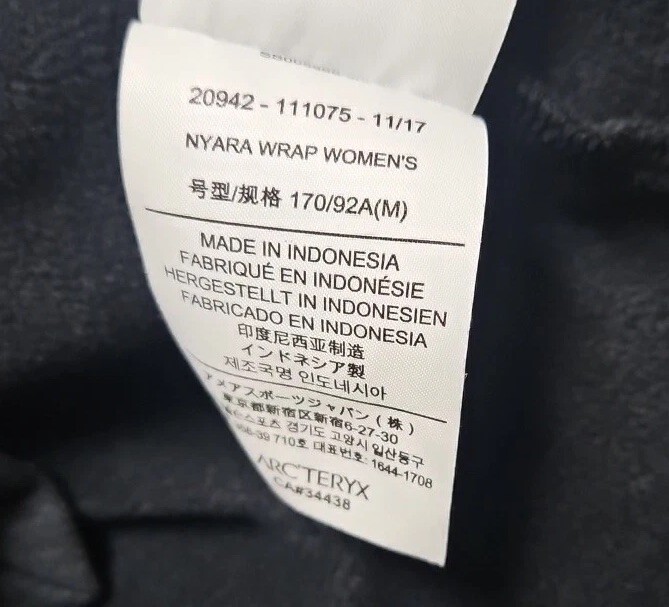 20942 - 111075 - 11/17
NYARA WRAP WOMEN'S
号型/规格 170/92A(M)
MADE IN INDONESIA
FABRIQUÉ EN INDONÉSIE
HERGESTELLT IN INDONESIEN
FABRICADO EN INDONESIA
印度尼西亚制造
インドネシア製
제조국명 인도네시아
アメアスポーツジャパン ( 株 )
東京都新宿区新宿6-27-30
경기도 고양시 일산동구
710호 대표번호: 1644-1708
ARC'TERYX
CA#34438